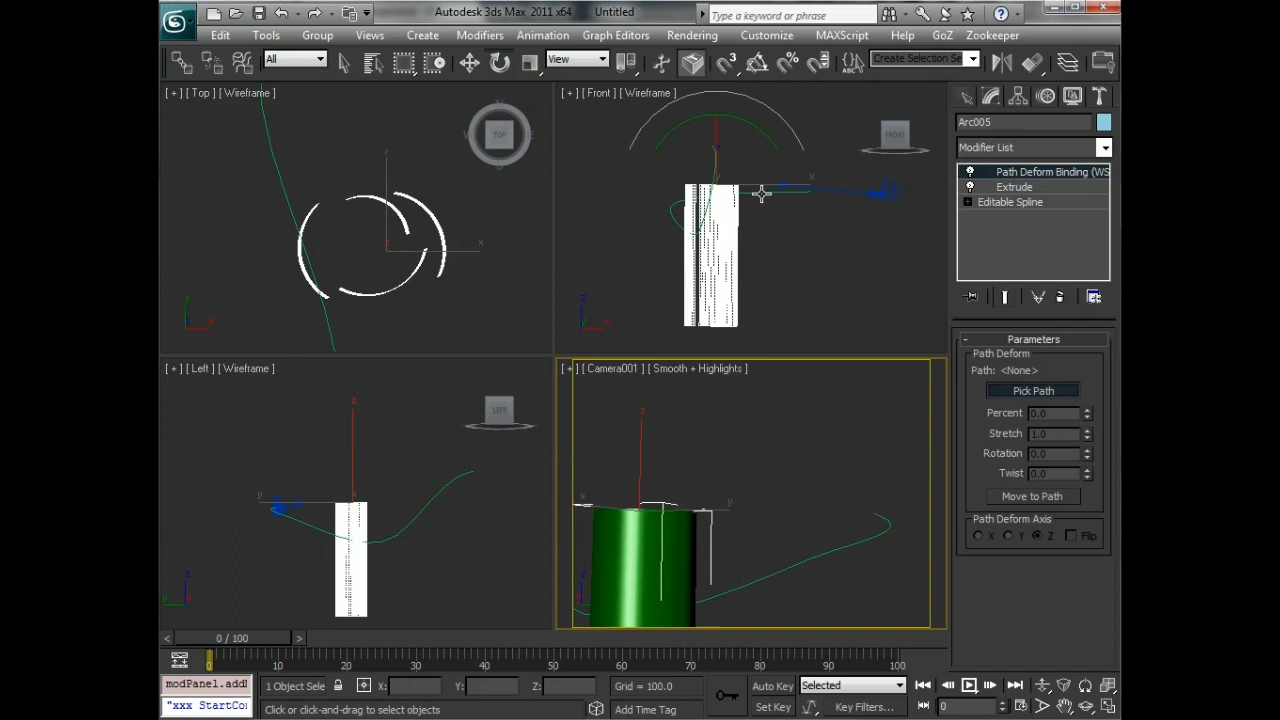 Autodesk 3ds Max 2011 x64 Untitled
Type a keyword or phrase
Edit Tools Group Views Create Modifiers Animation Graph Editors Rendering Customize MAXScript Help GoZ Zookeeper
All
View
3
Create Selection Se
[ + ] [ Top ] [ Wireframe ]
TOP
z
x
y
x
[ + ] [ Front ] [ Wireframe ]
FRONT
x
z
x
[ + ] [ Left ] [ Wireframe ]
LEFT
z
y
x
z
y
[ + ] [ Camera001 ] [ Smooth + Highlights ]
z
x
y
z
Arc005
Modifier List
Path Deform Binding (WS
Extrude
Editable Spline
- Parameters
Path Deform
Path: <None>
Pick Path
Percent 0.0
Stretch 1.0
Rotation 0.0
Twist 0.0
Move to Path
Path Deform Axis
X Y Z Flip
< 0 / 100 >
0 10 20 30 40 50 60 70 80 90 100
modPanel.addl
1 Object Sele X: Y: Z: Grid = 100.0
Auto Key Selected
"xxx StartCor
Click or click-and-drag to select objects
Add Time Tag
Set Key Key Filters...
0